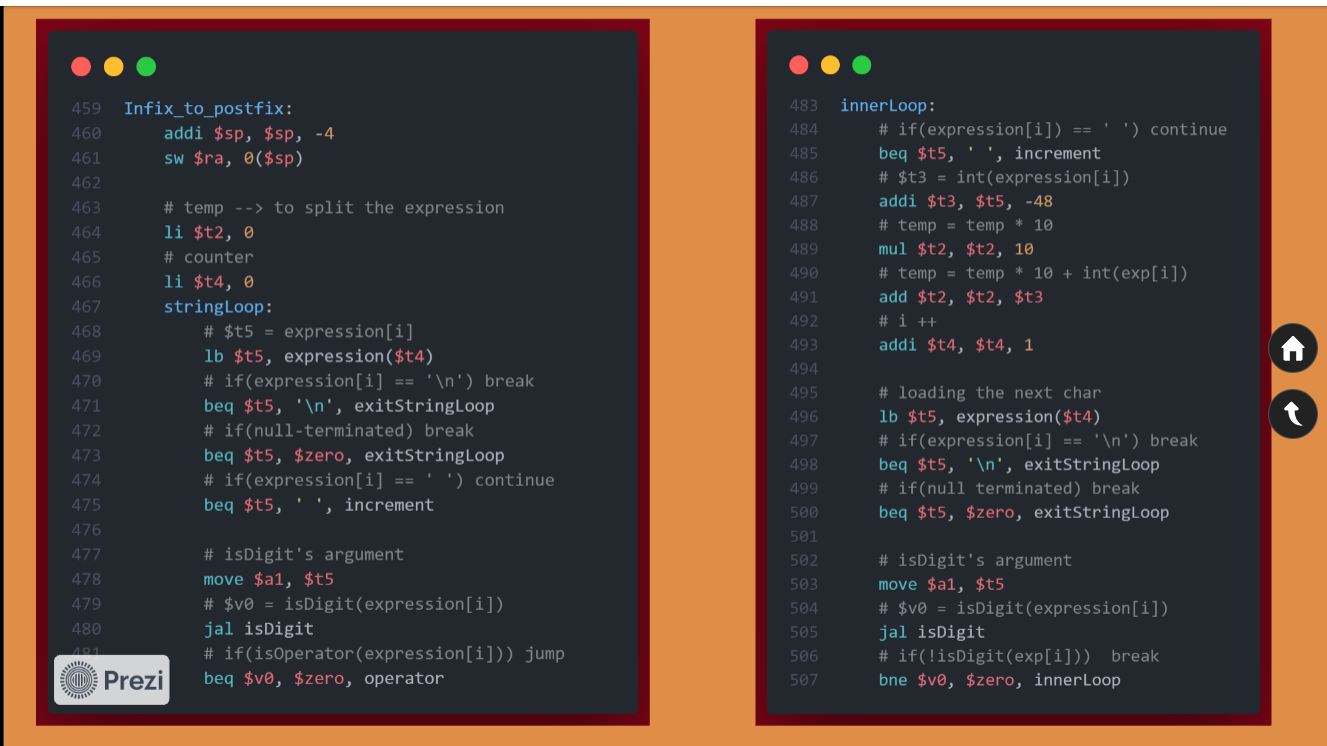 459 Infix_to_postfix:
460 addi $sp, $sp, -4
461 sw $ra, 0($sp)
462
463 # temp --> to split the expression
464 li $t2, 0
465 # counter
466 li $t4, 0
467 stringLoop:
468 # $t5 = expression[i]
469 lb $t5, expression($t4)
470 # if(expression[i] == '\n') break
471 beq $t5, '\n', exitStringLoop
472 # if(null-terminated) break
473 beq $t5, $zero, exitStringLoop
474 # if(expression[i] == ' ') continue
475 beq $t5, ' ', increment
476
477 # isDigit's argument
478 move $a1, $t5
479 # $v0 = isDigit(expression[i])
480 jal isDigit
481 # if(isOperator(expression[i])) jump
beq $v0, $zero, operator
Prezi
483 innerLoop:
484 # if(expression[i]) == ' ') continue
485 beq $t5, ' ', increment
486 # $t3 = int(expression[i])
487 addi $t3, $t5, -48
488 # temp = temp * 10
489 mul $t2, $t2, 10
490 # temp = temp * 10 + int(exp[i])
491 add $t2, $t2, $t3
492 # i ++
493 addi $t4, $t4, 1
494
495 # loading the next char
496 lb $t5, expression($t4)
497 # if(expression[i] == '\n') break
498 beq $t5, '\n', exitStringLoop
499 # if(null terminated) break
500 beq $t5, $zero, exitStringLoop
501
502 # isDigit's argument
503 move $a1, $t5
504 # $v0 = isDigit(expression[i])
505 jal isDigit
506 # if(!isDigit(exp[i])) break
507 bne $v0, $zero, innerLoop